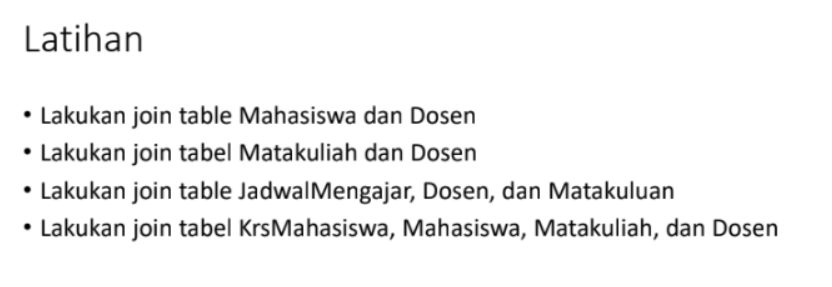 Latihan
• Lakukan join table Mahasiswa dan Dosen
• Lakukan join tabel Matakuliah dan Dosen
• Lakukan join table JadwalMengajar, Dosen, dan Matakuluan
• Lakukan join tabel KrsMahasiswa, Mahasiswa, Matakuliah, dan Dosen